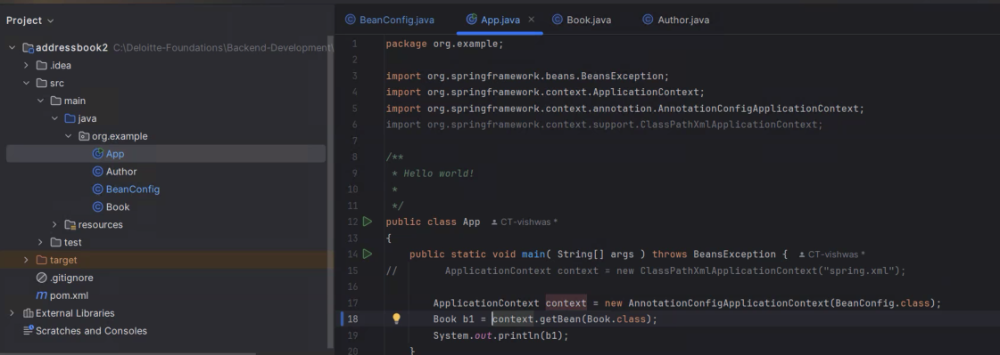 Project
addressbook2 C:\Deloitte-Foundations\Backend-Development\
.idea
src
main
java
org.example
App
Author
BeanConfig
Book
resources
test
target
.gitignore
pom.xml
External Libraries
Scratches and Consoles
BeanConfig.java App.java Book.java Author.java
1 package org.example;
2
3 import org.springframework.beans.BeansException;
4 import org.springframework.context.ApplicationContext;
5 import org.springframework.context.annotation.AnnotationConfigApplicationContext;
6 import org.springframework.context.support.ClassPathXmlApplicationContext;
7
8 /**
9 * Hello world!
10 *
11 */
12 public class App CT-vishwas *
13 {
14 public static void main( String[] args ) throws BeansException { CT-vishwas *
15 // ApplicationContext context = new ClassPathXmlApplicationContext("spring.xml");
16
17 ApplicationContext context = new AnnotationConfigApplicationContext(BeanConfig.class);
18 Book b1 = context.getBean(Book.class);
19 System.out.println(b1);
20 }